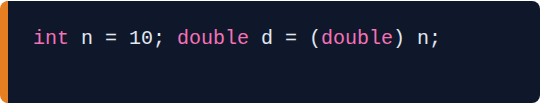 int n = 10; double d = (double) n;